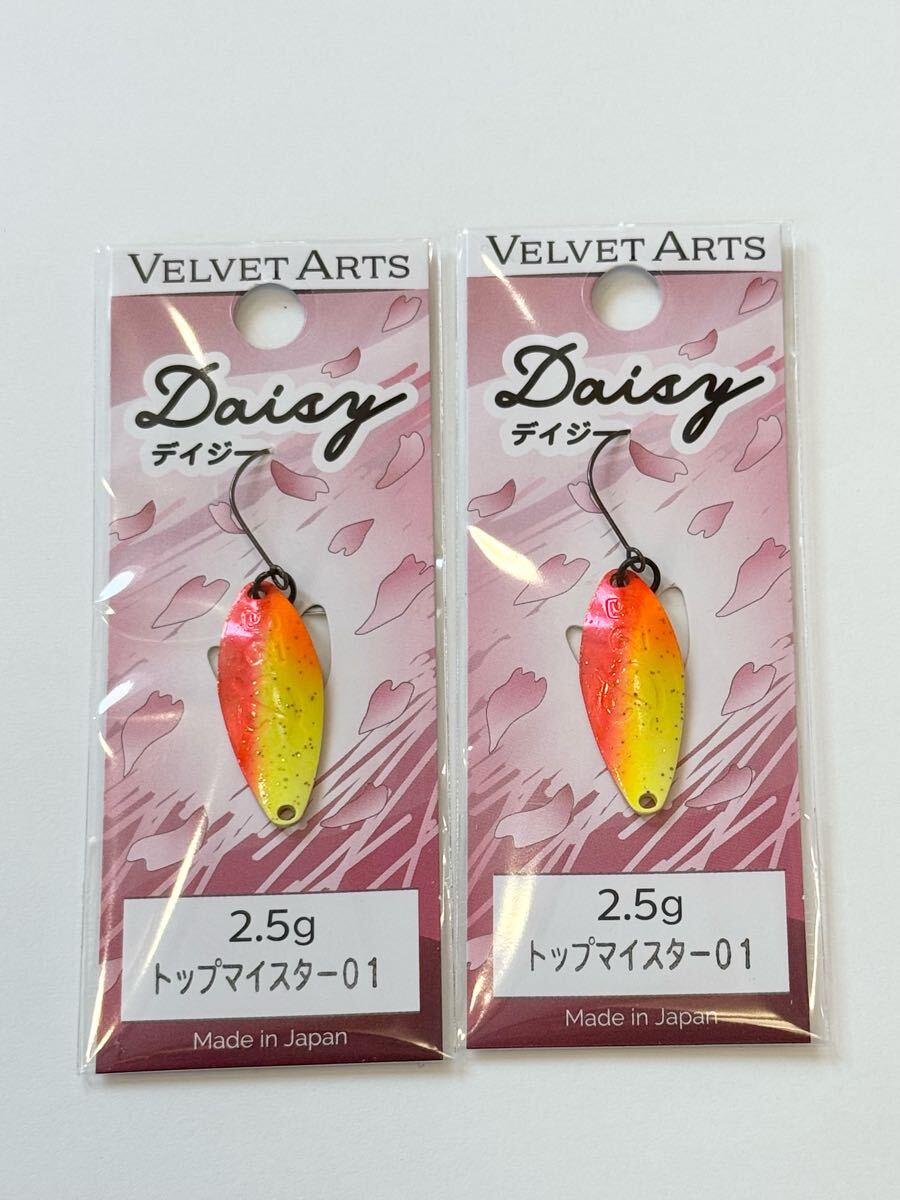 VELVET ARTS
Daisy
デイジー
2.5g
トップマイスター01
Made in Japan
VELVET ARTS
Daisy
デイジー
2.5g
トップマイスター01
Made in Japan